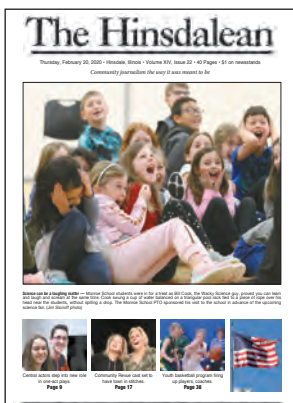 The Hinsdalean
Thursday, February 20, 2020 • Hinsdale, Illinois • Volume XIV, Issue 22 • 40 Pages • $1 on newsstands
Community journalism the way it was meant to be
Science can be a laughing matter — Monroe School students were in for a treat as Bill Cook, the Wacky Science guy, proved you can learn
and laugh and scream at the same time. Cook swung a cup of water balanced on a triangular pool rack tied to a piece of rope over his
head near the students, without spilling a drop. The Monroe School PTO sponsored his visit to the school in advance of the upcoming
science fair. (Jim Slonoff photo)
Central actors step into new role
in one-act plays.
Page 5
Community Revue cast set to
have town in stitches.
Page 17
Youth basketball program firing
up players, coaches.
Page 38